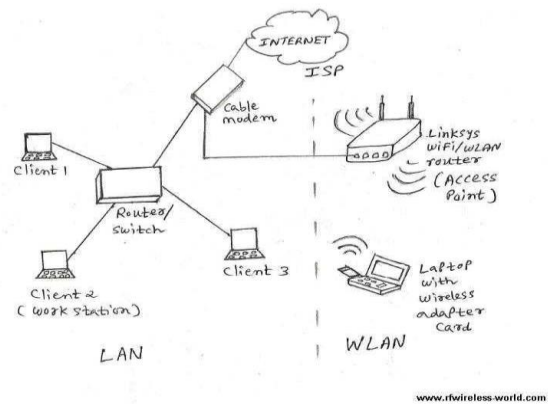 INTERNET
ISP
Cable
modem
Linksys
WiFi/WLAN
router
(Access
Point)
Client 1
Router/
Switch
Client 3
Client 2
(work station)
Laptop
with
wireless
adapter
Card
LAN
WLAN
www.rfwireless-world.com